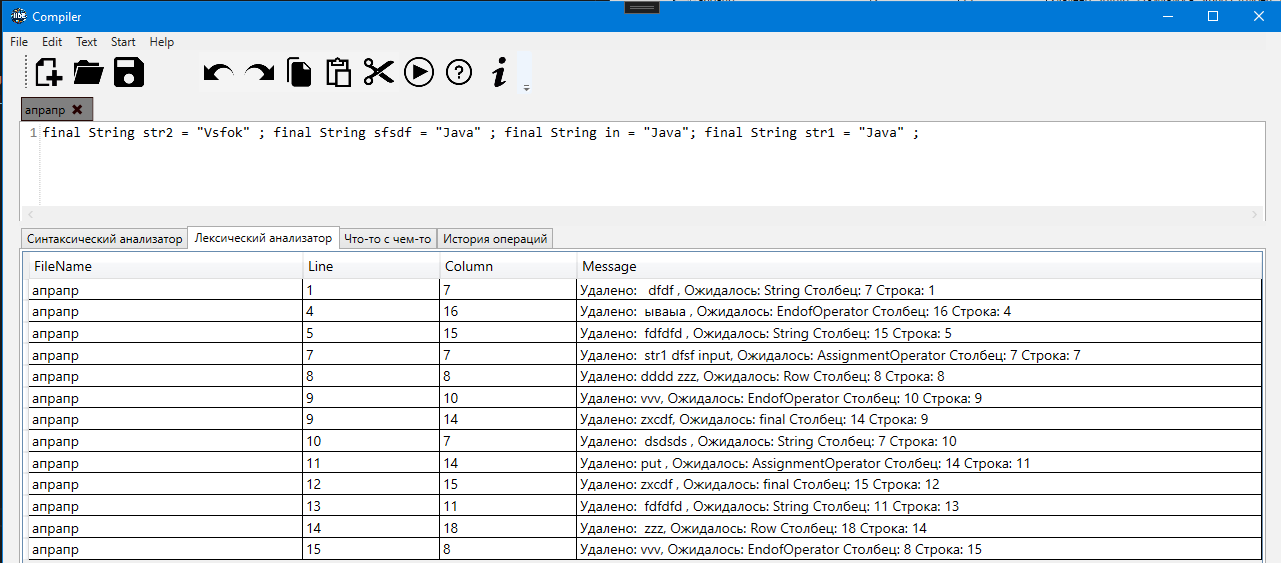 Compiler
File Edit Text Start Help
апрапр
1 final String str2 = "Vsfok" ; final String sfsdf = "Java" ; final String in = "Java"; final String str1 = "Java" ;
Синтаксический анализатор Лексический анализатор Что-то с чем-то История операций
FileName Line Column Message
апрапр 1 7 Удалено: dfdf , Ожидалось: String Столбец: 7 Строка: 1
апрапр 4 16 Удалено: ываыа , Ожидалось: EndofOperator Столбец: 16 Строка: 4
апрапр 5 15 Удалено: fdfdfd , Ожидалось: String Столбец: 15 Строка: 5
апрапр 7 7 Удалено: str1 dfsf input, Ожидалось: AssignmentOperator Столбец: 7 Строка: 7
апрапр 8 8 Удалено: dddd zzz, Ожидалось: Row Столбец: 8 Строка: 8
апрапр 9 10 Удалено: vvv, Ожидалось: EndofOperator Столбец: 10 Строка: 9
апрапр 9 14 Удалено: zxcdf, Ожидалось: final Столбец: 14 Строка: 9
апрапр 10 7 Удалено: dsdsds , Ожидалось: String Столбец: 7 Строка: 10
апрапр 11 14 Удалено: put , Ожидалось: AssignmentOperator Столбец: 14 Строка: 11
апрапр 12 15 Удалено: zxcdf , Ожидалось: final Столбец: 15 Строка: 12
апрапр 13 11 Удалено: fdfdfd , Ожидалось: String Столбец: 11 Строка: 13
апрапр 14 18 Удалено: zzz, Ожидалось: Row Столбец: 18 Строка: 14
апрапр 15 8 Удалено: vvv, Ожидалось: EndofOperator Столбец: 8 Строка: 15